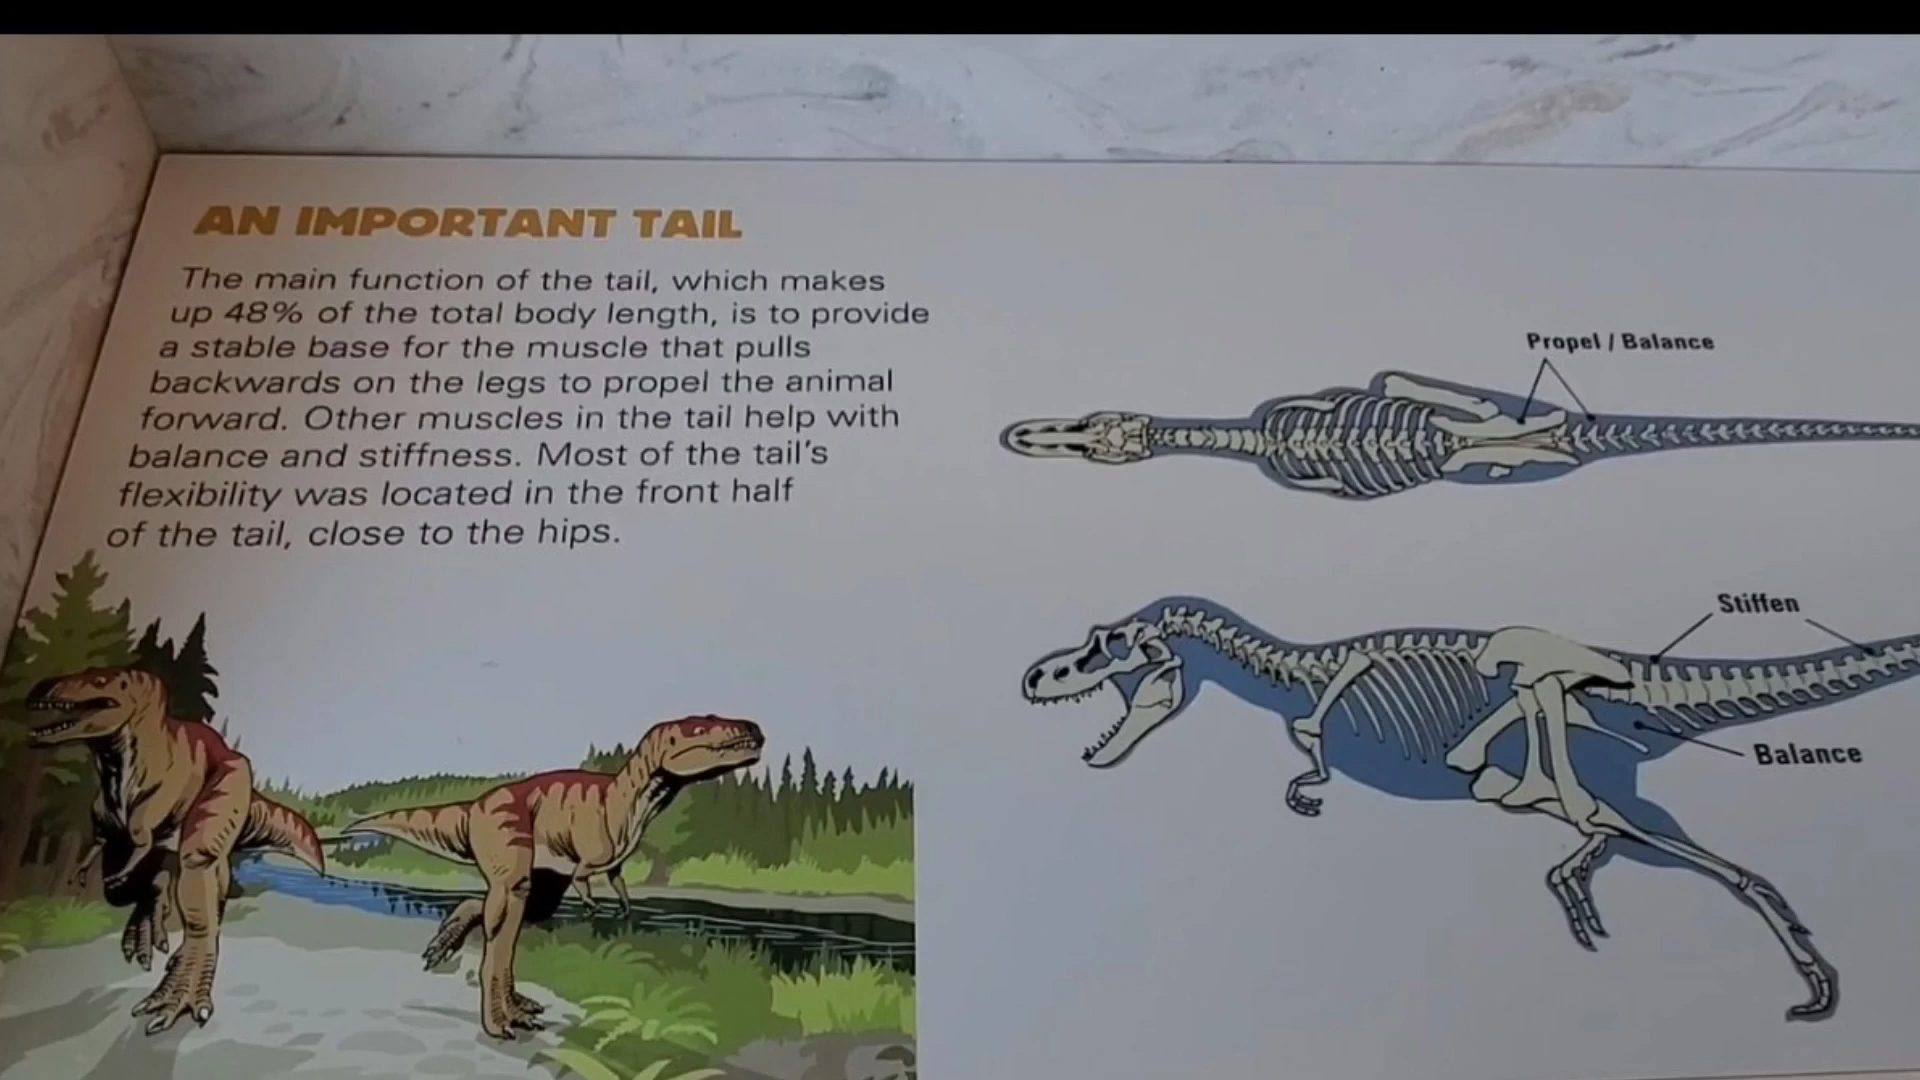 AN IMPORTANT TAIL
The main function of the tail, which makes
up 48% of the total body length, is to provide
a stable base for the muscle that pulls
backwards on the legs to propel the animal
forward. Other muscles in the tail help with
balance and stiffness. Most of the tail's
flexibility was located in the front half
of the tail, close to the hips.
Propel / Balance
Stiffen
Balance